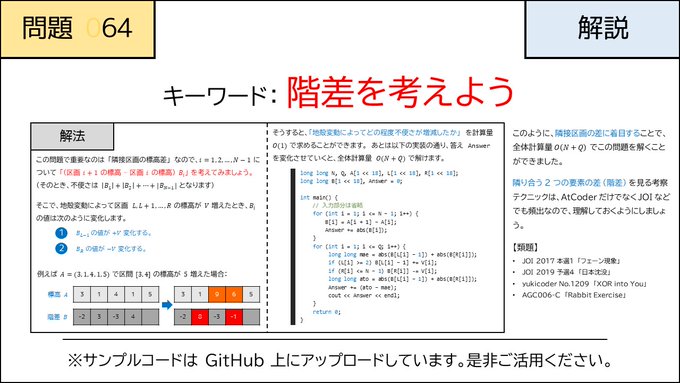 問題 064
解説
キーワード: 階差を考えよう
解法
この問題で重要なのは「隣接区画の標高差」なので、i = 1, 2, ..., N − 1 に
ついて「(区画 i + 1 の標高 − 区画 i の標高) B_i」を考えてみましょう。
(そのとき、不便さは |B_1| + |B_2| + ⋯ + |B_{N−1}| となります)
そこで、地殻変動によって区画 L, L + 1, ..., R の標高が V 増えたとき、B_i
の値は次のように変化します。
1 B_{L−1} の値が +V 変化する。
2 B_R の値が −V 変化する。
例えば A = (3, 1, 4, 1, 5) で区間 [3, 4] の標高が 5 増えた場合:
標高 A 3 1 4 1 5 3 1 9 6 5
階差 B -2 3 -3 4 -2 8 -3 -1
そうすると、「地殻変動によってどの程度不便さが増減したか」を計算量
O(1) で求めることができます。あとは以下の実装の通り、答え Answer
を変化させていくと、全体計算量 O(N + Q) で解けます。
long long N, Q, A[1 << 18], L[1 << 18], R[1 << 18];
long long B[1 << 18], Answer = 0;
int main() {
// 入力部分は省略
for (int i = 1; i <= N - 1; i++) {
B[i] = A[i + 1] - A[i];
Answer += abs(B[i]);
}
for (int i = 1; i <= Q; i++) {
long long mae = abs(B[L[i] - 1]) + abs(B[R[i]]);
if (L[i] >= 2) B[L[i] - 1] += V[i];
if (R[i] <= N - 1) B[R[i]] -= V[i];
long long ato = abs(B[L[i] - 1]) + abs(B[R[i]]);
Answer += (ato - mae);
cout << Answer << endl;
}
return 0;
}
このように、隣接区画の差に着目することで、
全体計算量 O(N + Q) でこの問題を解くこと
ができました。
隣り合う 2 つの要素の差 (階差) を見る考察
テクニックは、AtCoder だけでなく JOI など
でも頻出なので、理解しておくようにしましょ
う。
【類題】
• JOI 2017 本選1「フェーン現象」
• JOI 2019 予選4「日本沈没」
• yukicoder No.1209「XOR into You」
• AGC006-C「Rabbit Exercise」
※サンプルコードは GitHub 上にアップロードしています。是非ご活用ください。